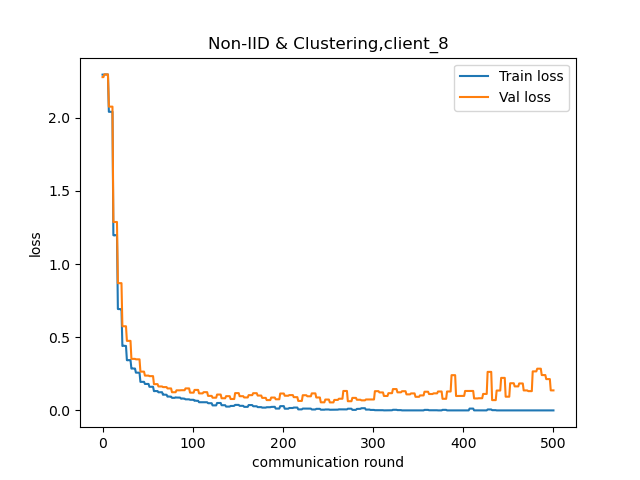 Non-IID & Clustering,client_8
Train loss
Val loss
2.0
1.5
1.0
0.5
0.0
loss
0
100
200
300
400
500
communication round